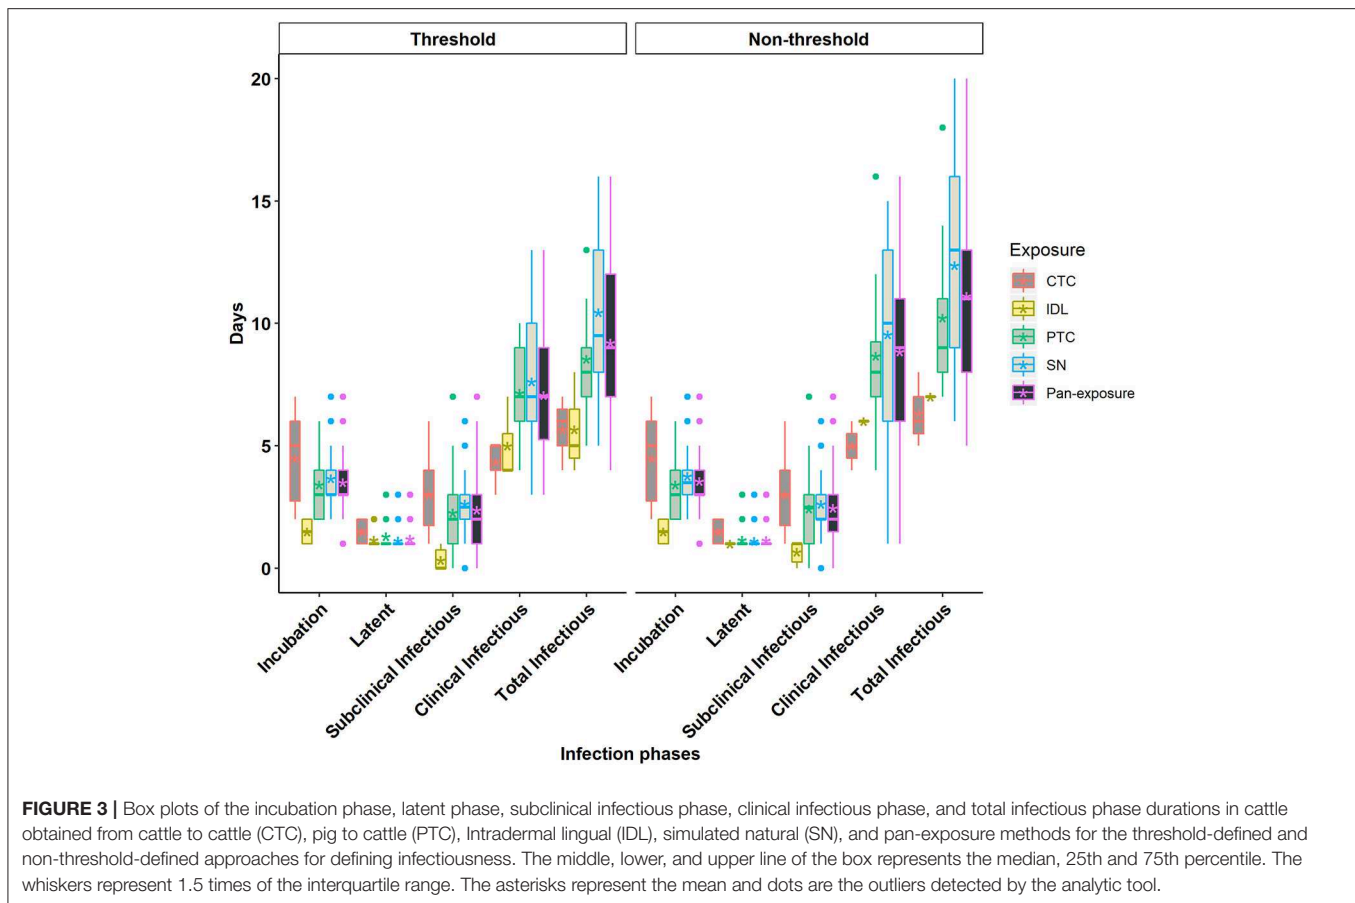 Threshold
Non-threshold
20
15
10
5
0
Days
Incubation
Latent
Subclinical Infectious
Clinical Infectious
Total Infectious
Incubation
Latent
Subclinical Infectious
Clinical Infectious
Total Infectious
Infection phases
Exposure
CTC
IDL
PTC
SN
Pan-exposure
FIGURE 3 | Box plots of the incubation phase, latent phase, subclinical infectious phase, clinical infectious phase, and total infectious phase durations in cattle
obtained from cattle to cattle (CTC), pig to cattle (PTC), Intradermal lingual (IDL), simulated natural (SN), and pan-exposure methods for the threshold-defined and
non-threshold-defined approaches for defining infectiousness. The middle, lower, and upper line of the box represents the median, 25th and 75th percentile. The
whiskers represent 1.5 times of the interquartile range. The asterisks represent the mean and dots are the outliers detected by the analytic tool.